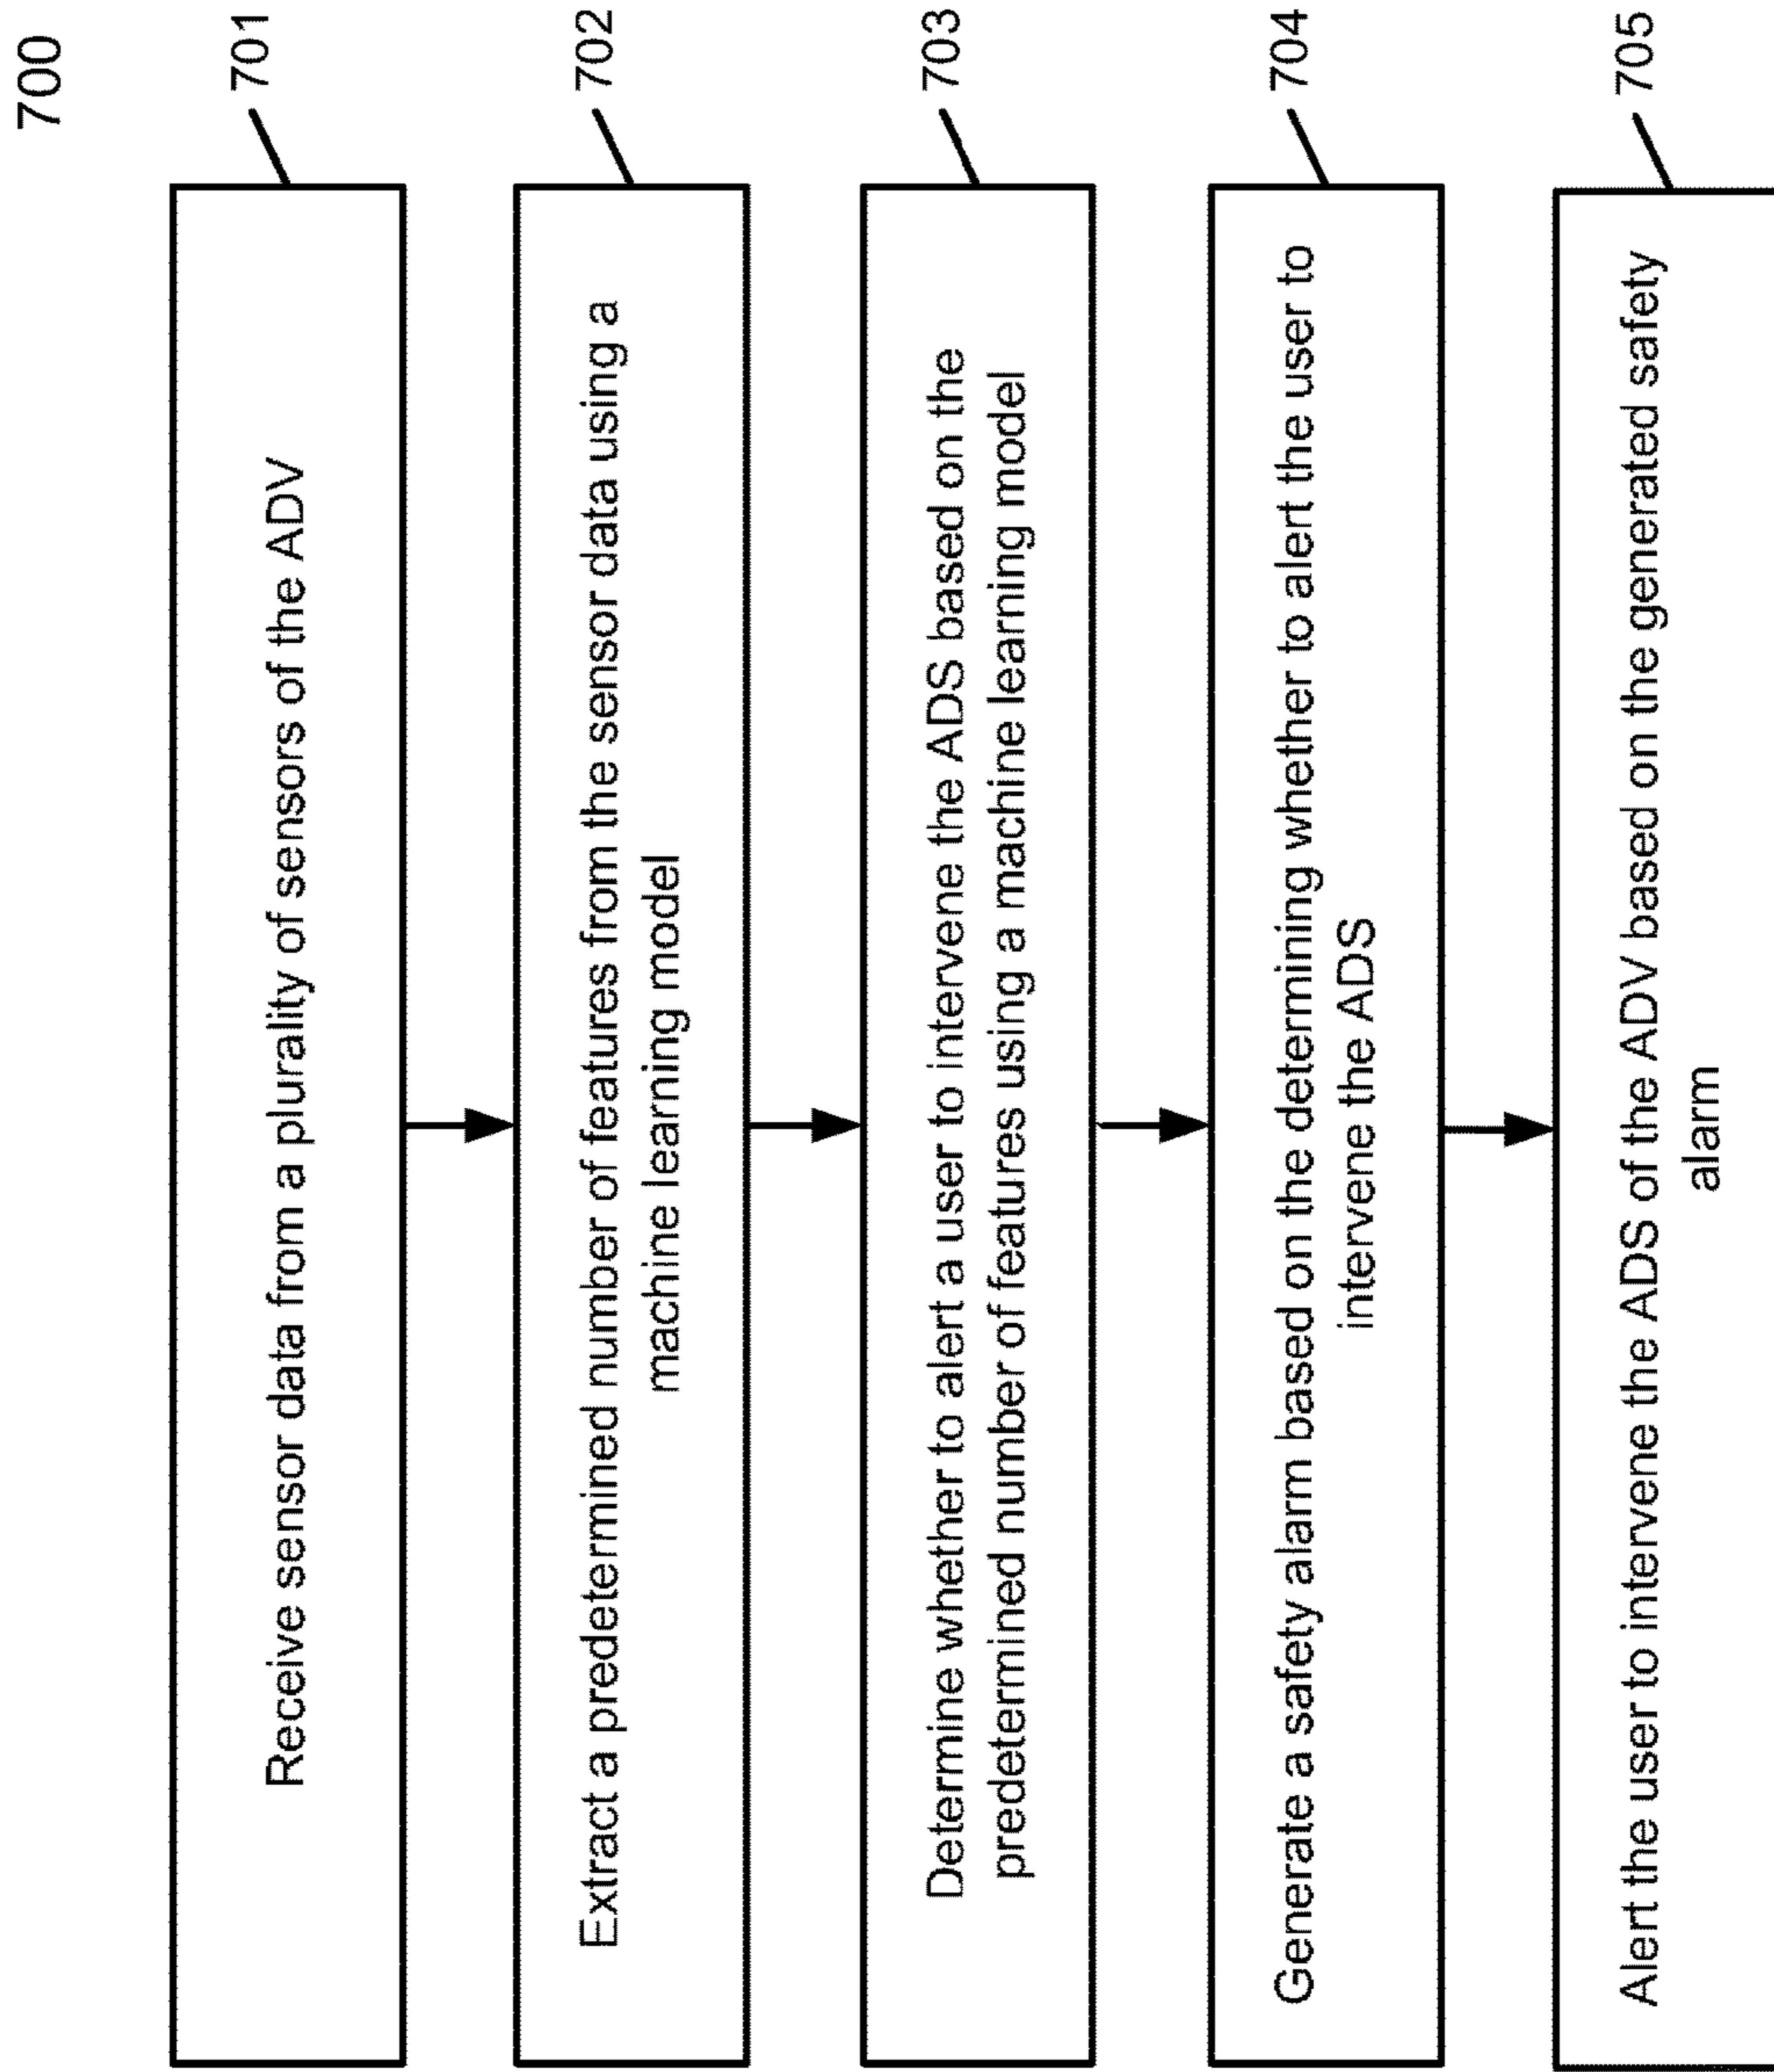 700
Receive sensor data from a plurality of sensors of the ADV
701
Extract a predetermined number of features from the sensor data using a
machine learning model
702
Determine whether to alert a user to intervene the ADS based on the
predetermined number of features using a machine learning model
703
Generate a safety alarm based on the determining whether to alert the user to
intervene the ADS
704
Alert the user to intervene the ADS of the ADV based on the generated safety
alarm
705